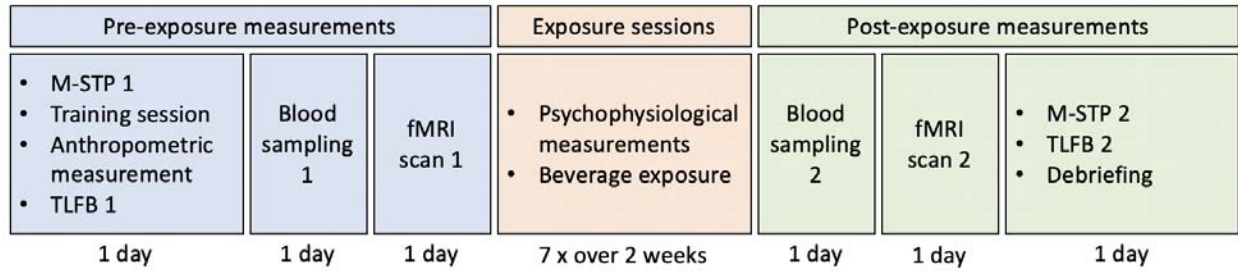 Pre-exposure measurements
Exposure sessions
Post-exposure measurements
• M-STP 1
• Training session
• Anthropometric
measurement
• TLFB 1
Blood
sampling
1
fMRI
scan 1
• Psychophysiological
measurements
• Beverage exposure
Blood
sampling
2
fMRI
scan 2
• M-STP 2
• TLFB 2
• Debriefing
1 day
1 day
1 day
7 x over 2 weeks
1 day
1 day
1 day